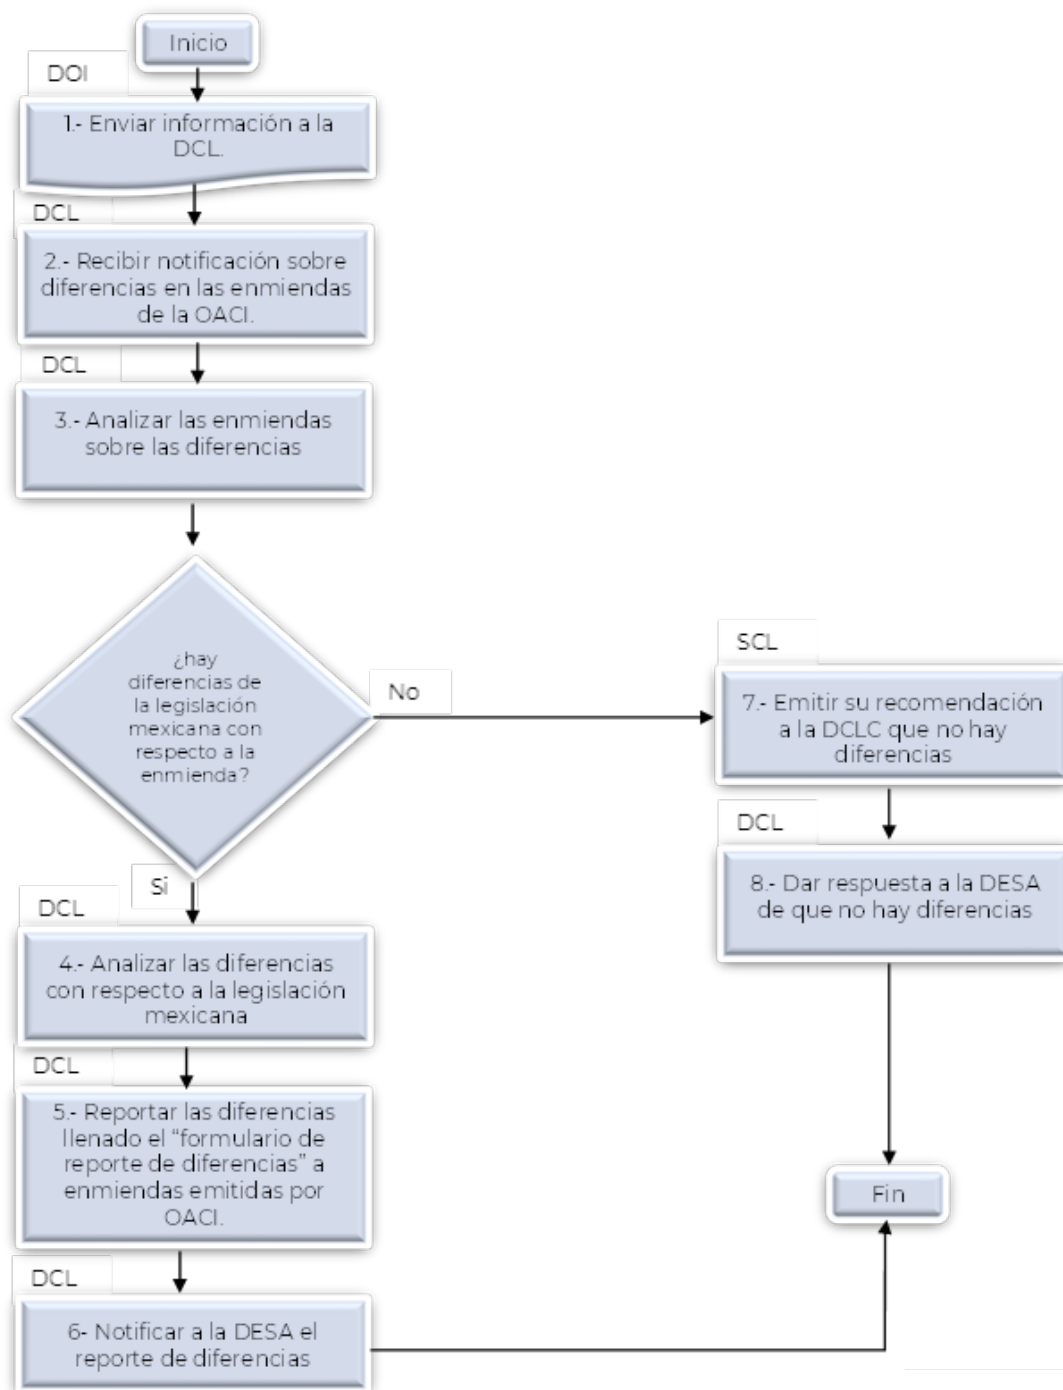 Inicio
DOI
1.- Enviar información a la
DCL.
DCL
2.- Recibir notificación sobre
diferencias en las enmiendas
de la OACI.
DCL
3.- Analizar las enmiendas
sobre las diferencias
¿hay
diferencias de
la legislación
mexicana con
respecto a la
enmienda?
No
SCL
7.- Emitir su recomendación
a la DCLC que no hay
diferencias
DCL
8.- Dar respuesta a la DESA
de que no hay diferencias
Si
DCL
4.- Analizar las diferencias
con respecto a la legislación
mexicana
DCL
5.- Reportar las diferencias
llenado el “formulario de
reporte de diferencias” a
enmiendas emitidas por
OACI.
Fin
DCL
6- Notificar a la DESA el
reporte de diferencias